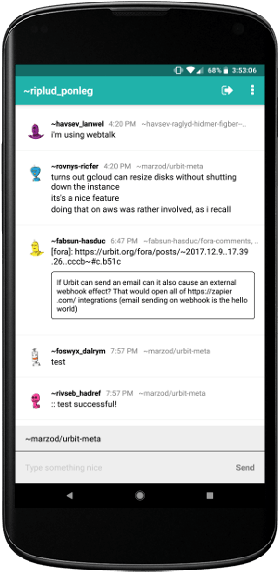 68% 3:53:06
~riplud_ponleg
~havsev_lanwel 4:20 PM ~havsev-raglyd-hidmer-figber~..
i'm using webtalk
~rovnys-ricfer 4:20 PM ~marzod/urbit-meta
turns out gcloud can resize disks without shutting
down the instance
its's a nice feature
doing that on aws was rather involved, as i recall
~fabsun-hasduc 6:47 PM ~fabsun-hasduc/fora-comments, ..
[fora]: https://urbit.org/fora/posts/~2017.12.9..17.39
.26..cccb~#c.b51c
If Urbit can send an email can it also cause an external
webhook effect? That would open all of https://zapier
.com/ integrations (email sending on webhook is the hello
world)
~foswyx_dalrym 7:57 PM ~marzod/urbit-meta
test
~rivseb_hadref 7:57 PM ~marzod/urbit-meta
:: test successful!
~marzod/urbit-meta
Type something nice Send